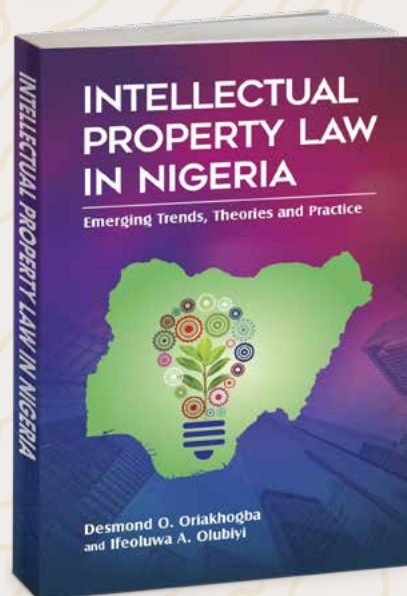 INTELLECTUAL PROPERTY LAW IN NIGERIA
INTELLECTUAL
PROPERTY LAW
IN NIGERIA
Emerging Trends, Theories and Practice
Desmond O. Oriakhogba
and Ifeoluwa A. Olubiyi